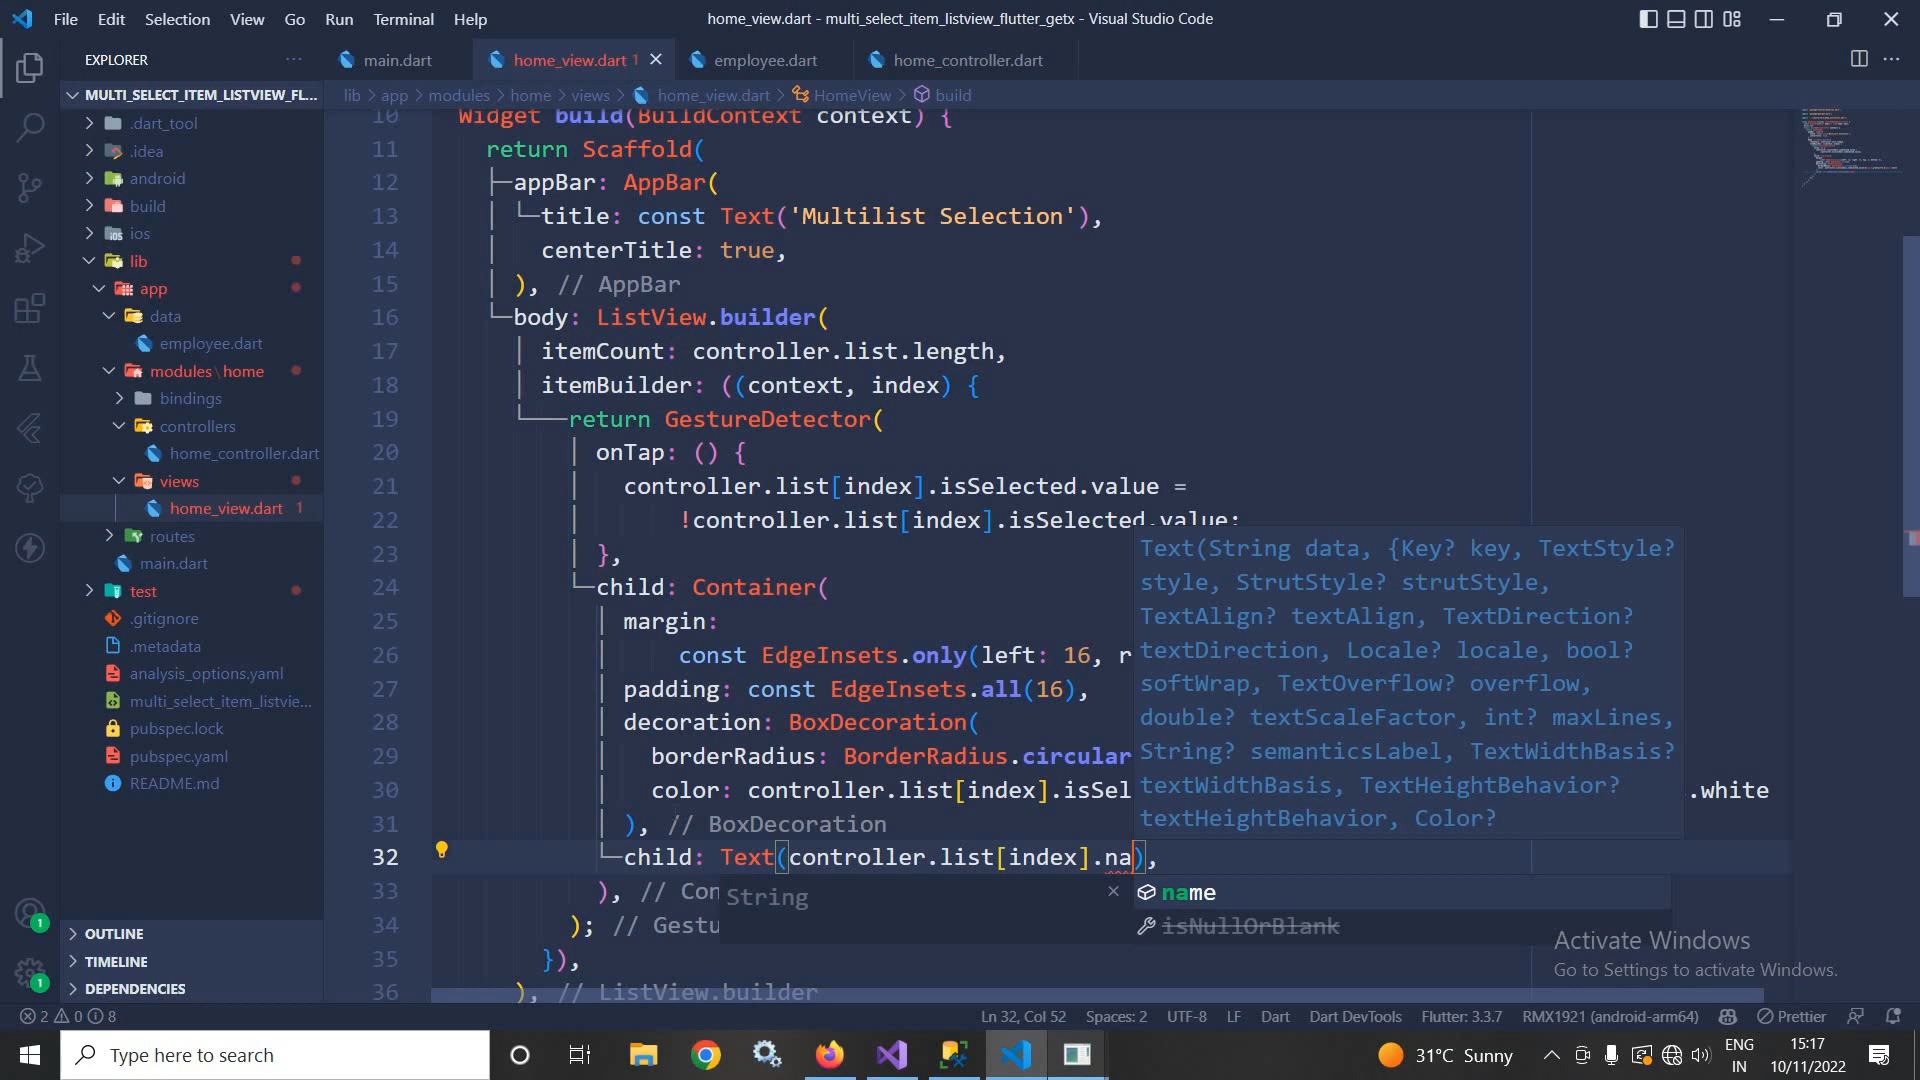 File Edit Selection View Go Run Terminal Help
home_view.dart - multi_select_item_listview_flutter_getx - Visual Studio Code
EXPLORER
main.dart
home_view.dart 1
employee.dart
home_controller.dart
MULTI_SELECT_ITEM_LISTVIEW_FL...
lib > app > modules > home > views > home_view.dart > HomeView > build
.dart_tool
.idea
android
build
ios
lib
app
data
employee.dart
modules \ home
bindings
controllers
home_controller.dart
views
home_view.dart 1
routes
main.dart
test
.gitignore
.metadata
analysis_options.yaml
multi_select_item_listvie...
pubspec.lock
pubspec.yaml
README.md
OUTLINE
TIMELINE
DEPENDENCIES
10 Widget build(BuildContext context) {
11 return Scaffold(
12 appBar: AppBar(
13 title: const Text('Multilist Selection'),
14 centerTitle: true,
15 ), // AppBar
16 body: ListView.builder(
17 itemCount: controller.list.length,
18 itemBuilder: ((context, index) {
19 return GestureDetector(
20 onTap: () {
21 controller.list[index].isSelected.value =
22 !controller.list[index].isSelected.value;
23 },
24 child: Container(
25 margin:
26 const EdgeInsets.only(left: 16, r
27 padding: const EdgeInsets.all(16),
28 decoration: BoxDecoration(
29 borderRadius: BorderRadius.circular
30 color: controller.list[index].isSel .white
31 ), // BoxDecoration
32 child: Text(controller.list[index].na),
33 ), // Con
34 ); // Gestu
35 }),
36 ), // ListView.builder
Text(String data, {Key? key, TextStyle?
style, StrutStyle? strutStyle,
TextAlign? textAlign, TextDirection?
textDirection, Locale? locale, bool?
softWrap, TextOverflow? overflow,
double? textScaleFactor, int? maxLines,
String? semanticsLabel, TextWidthBasis?
textWidthBasis, TextHeightBehavior?
textHeightBehavior, Color?
String
name
isNullOrBlank
Activate Windows
Go to Settings to activate Windows.
1
1
2 0 8
Ln 32, Col 52 Spaces: 2 UTF-8 LF Dart Dart DevTools Flutter: 3.3.7 RMX1921 (android-arm64) Prettier
Type here to search
31°C Sunny
ENG
IN
15:17
10/11/2022